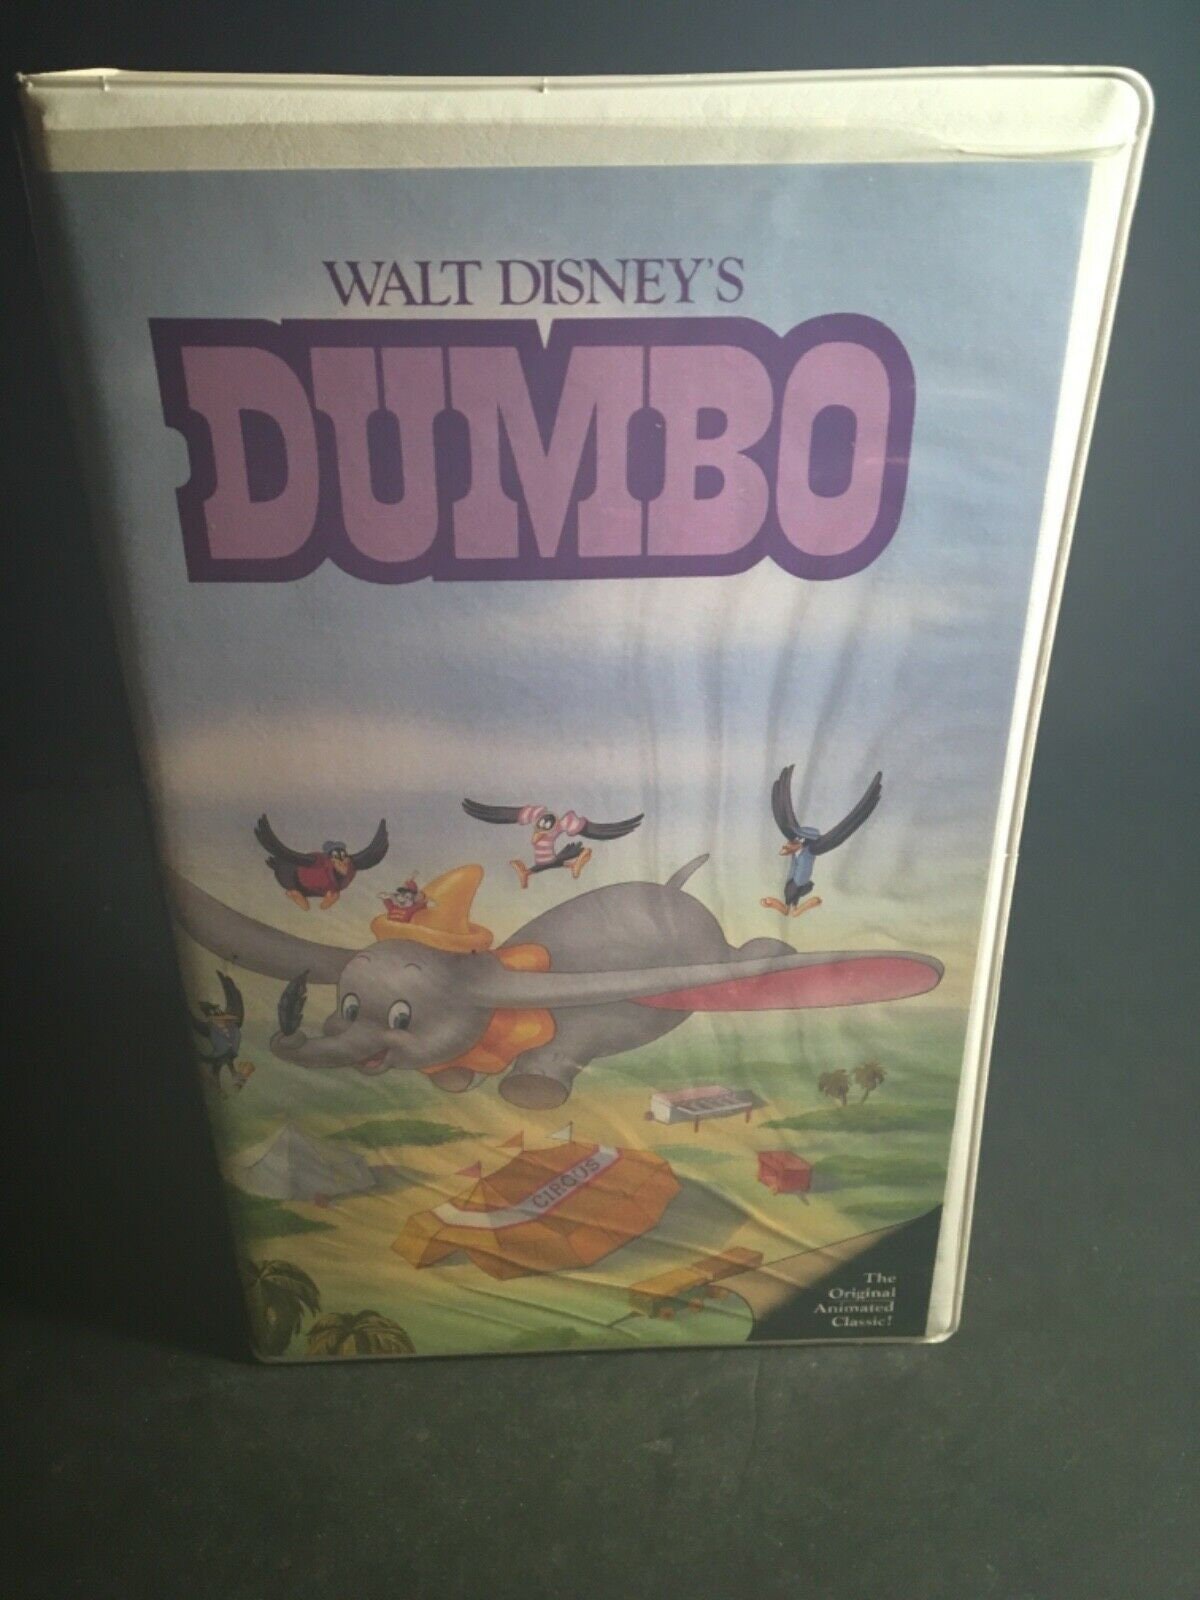 WALT DISNEY'S
DUMBO
CIRCUS
The
Original
Animated
Classic!